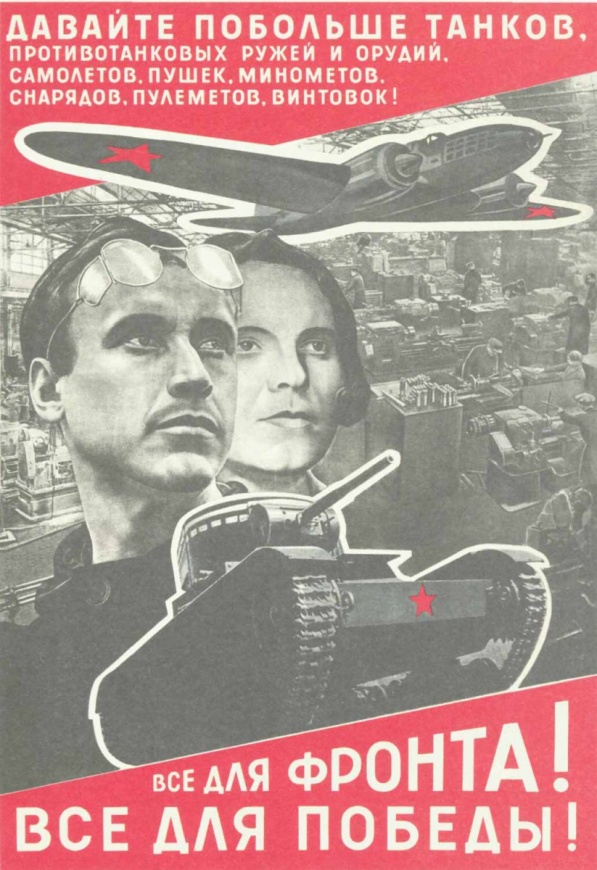 ДАВАЙТЕ ПОБОЛЬШЕ ТАНКОВ,
ПРОТИВОТАНКОВЫХ РУЖЕЙ И ОРУДИЙ,
САМОЛЕТОВ, ПУШЕК, МИНОМЕТОВ,
СНАРЯДОВ, ПУЛЕМЕТОВ, ВИНТОВОК!
ВСЕ ДЛЯ ФРОНТА!
ВСЕ ДЛЯ ПОБЕДЫ!